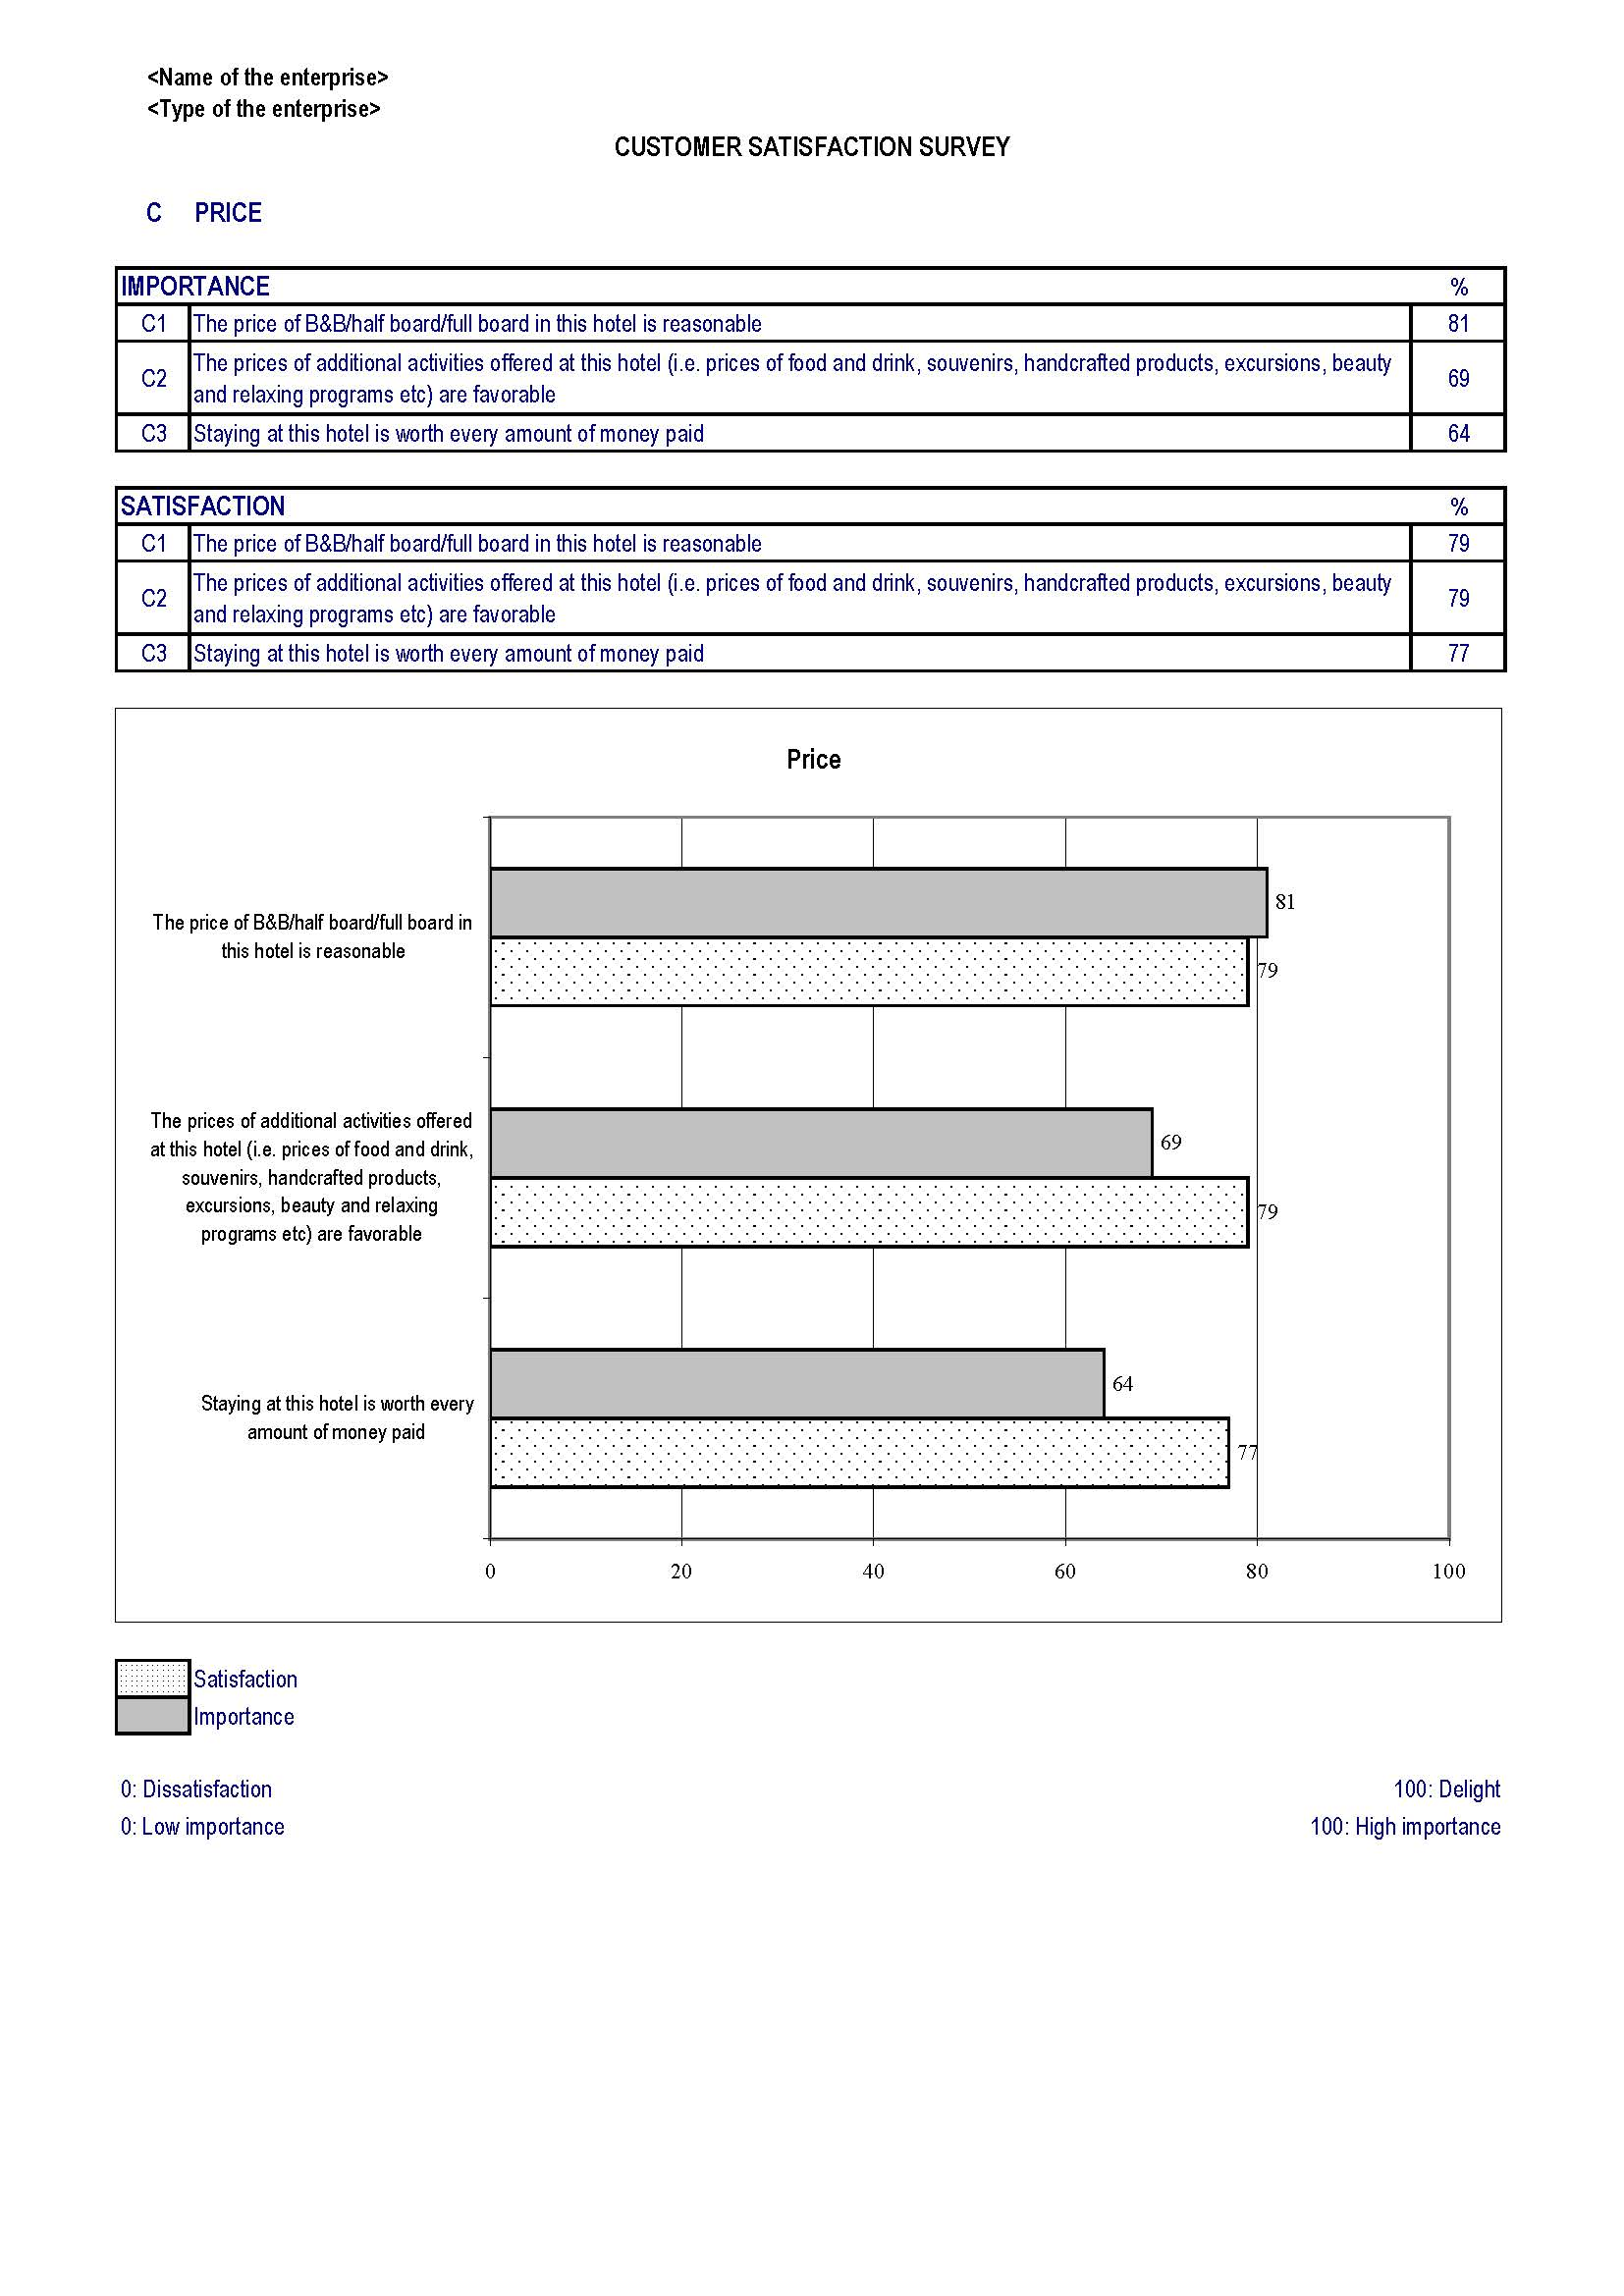 <Name of the enterprise>
<Type of the enterprise>
CUSTOMER SATISFACTION SURVEY
C PRICE
IMPORTANCE %
C1 The price of B&B/half board/full board in this hotel is reasonable 81
C2 The prices of additional activities offered at this hotel (i.e. prices of food and drink, souvenirs, handcrafted products, excursions, beauty
and relaxing programs etc) are favorable 69
C3 Staying at this hotel is worth every amount of money paid 64
SATISFACTION %
C1 The price of B&B/half board/full board in this hotel is reasonable 79
C2 The prices of additional activities offered at this hotel (i.e. prices of food and drink, souvenirs, handcrafted products, excursions, beauty
and relaxing programs etc) are favorable 79
C3 Staying at this hotel is worth every amount of money paid 77
Price
The price of B&B/half board/full board in
this hotel is reasonable
81
79
The prices of additional activities offered
at this hotel (i.e. prices of food and drink,
souvenirs, handcrafted products,
excursions, beauty and relaxing
programs etc) are favorable
69
79
Staying at this hotel is worth every
amount of money paid
64
77
0 20 40 60 80 100
Satisfaction
Importance
0: Dissatisfaction 100: Delight
0: Low importance 100: High importance